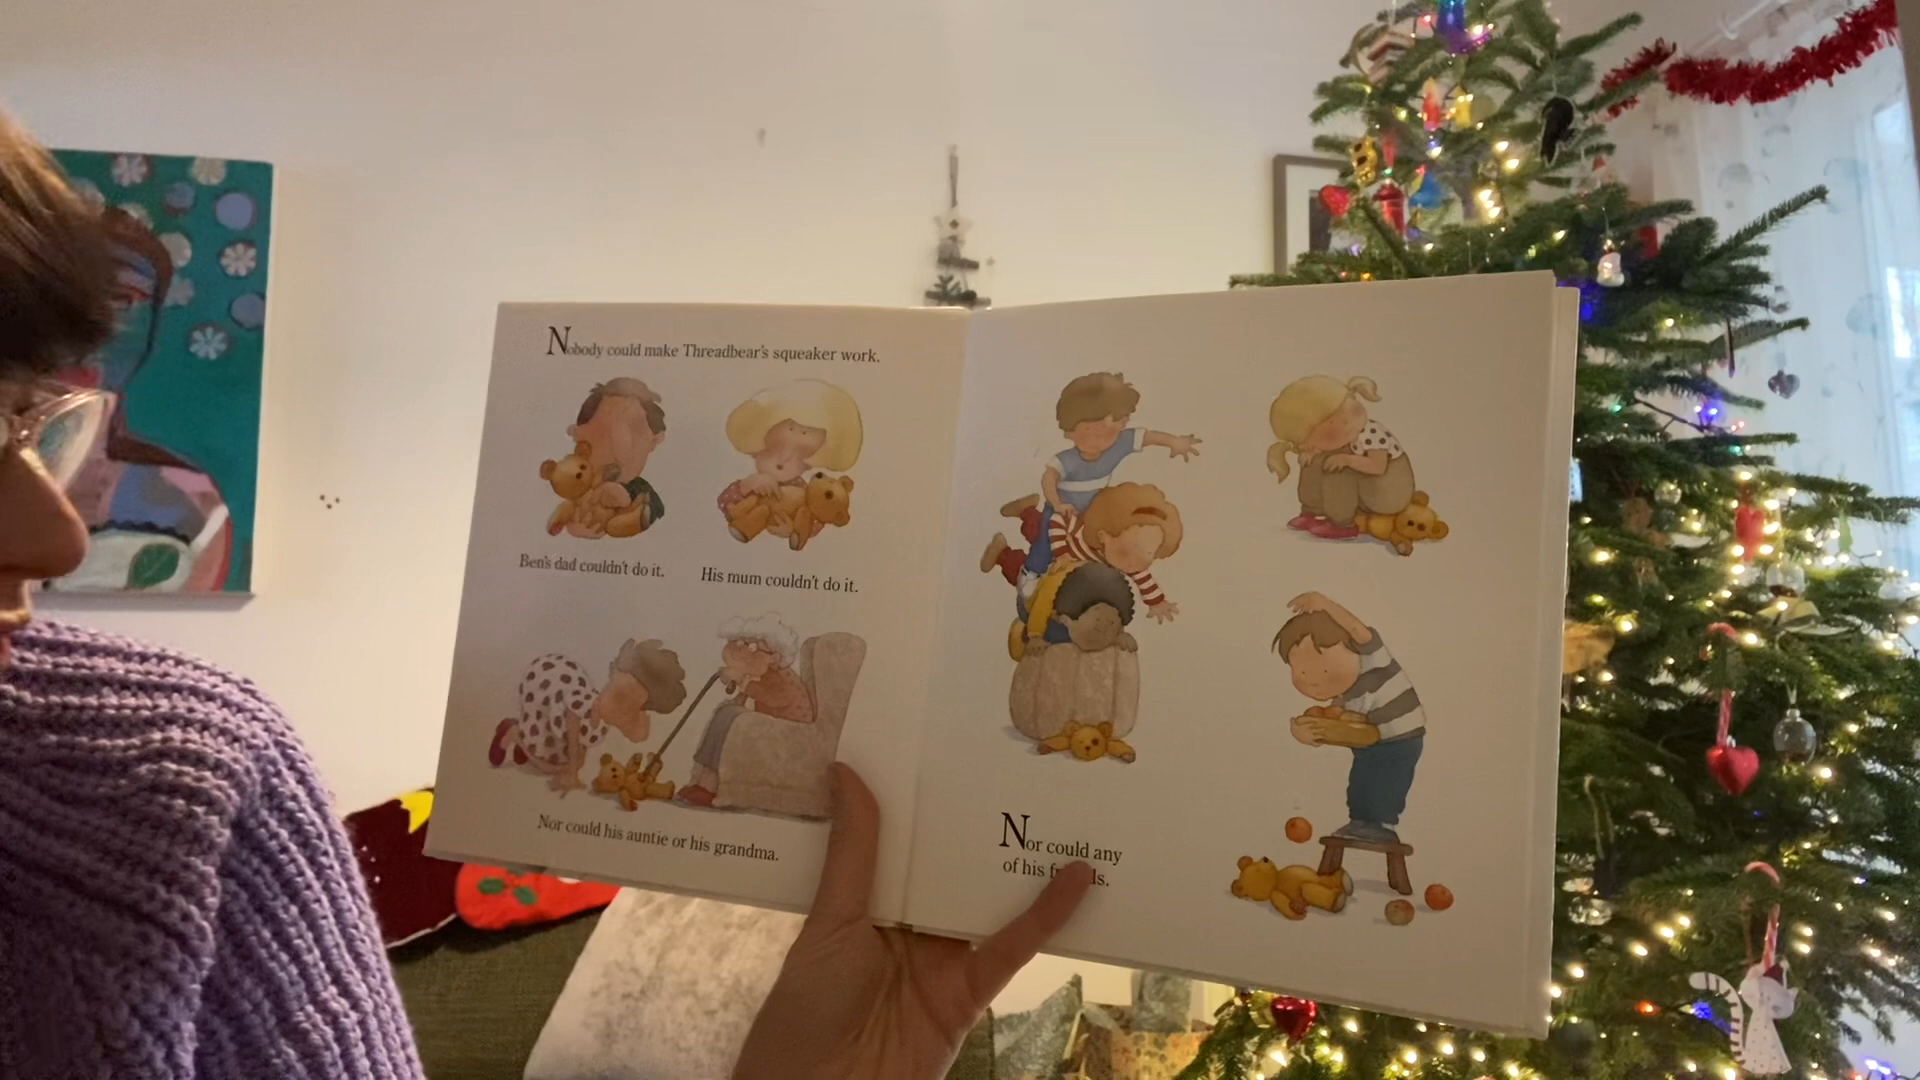 Nobody could make Threadbear's squeaker work.
Ben's dad couldn't do it.
His mum couldn't do it.
Nor could his auntie or his grandma.
Nor could any
of his